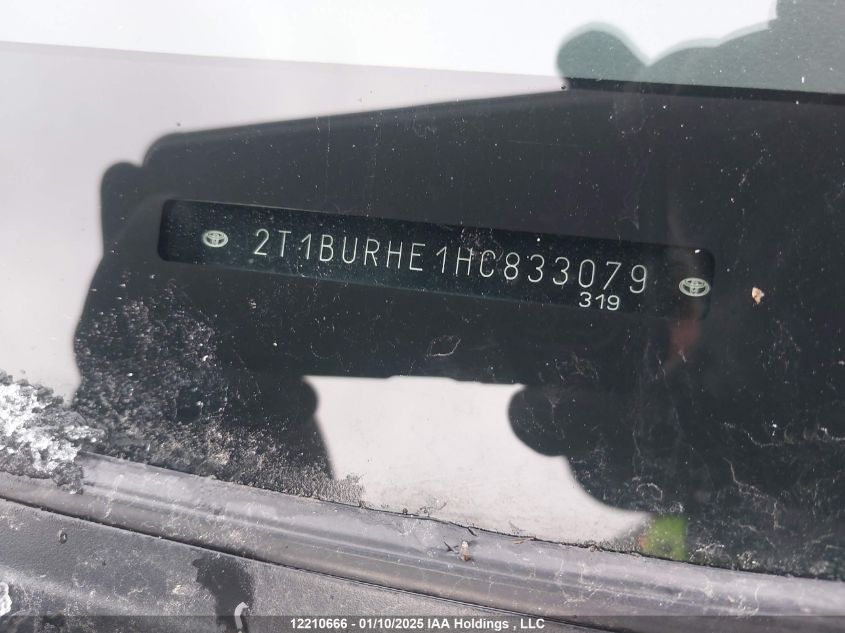 2T1BURHE1HC833079
319
12210666 - 01/10/2025 IAA Holdings , LLC